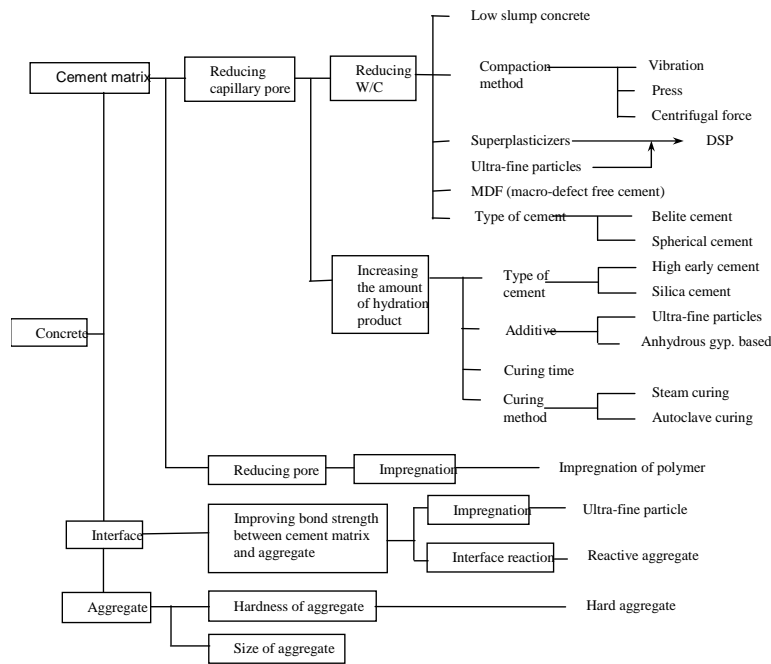 Low slump concrete
Cement matrix
Reducing
capillary pore
Reducing
W/C
Compaction
method
Vibration
Press
Centrifugal force
Superplasticizers
DSP
Ultra-fine particles
MDF (macro-defect free cement)
Type of cement
Belite cement
Spherical cement
Increasing
the amount
of hydration
product
Type of
cement
High early cement
Silica cement
Additive
Ultra-fine particles
Anhydrous gyp. based
Concrete
Curing time
Curing
method
Steam curing
Autoclave curing
Reducing pore
Impregnation
Impregnation of polymer
Interface
Improving bond strength
between cement matrix
and aggregate
Impregnation
Ultra-fine particle
Interface reaction
Reactive aggregate
Aggregate
Hardness of aggregate
Hard aggregate
Size of aggregate